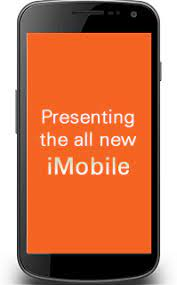 Presenting
the all new
iMobile